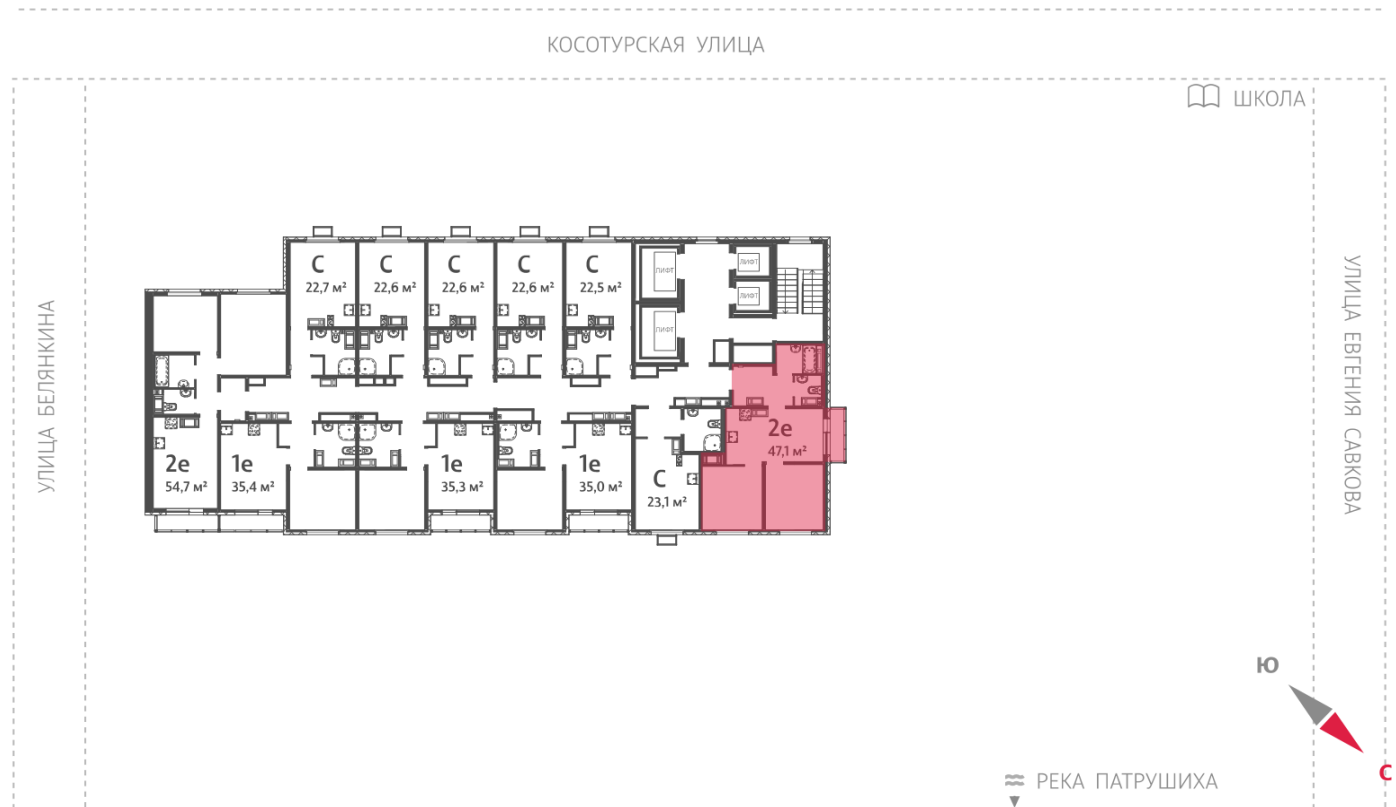 КОСОТУРСКАЯ УЛИЦА
ШКОЛА
УЛИЦА БЕЛЯНКИНА
УЛИЦА ЕВГЕНИЯ САВКОВА
С
22,7 м²
С
22,6 м²
С
22,6 м²
С
22,6 м²
С
22,5 м²
ЛИФТ
ЛИФТ
ЛИФТ
ЛИФТ
2е
54,7 м²
1е
35,4 м²
1е
35,3 м²
1е
35,0 м²
С
23,1 м²
2е
47,1 м²
Ю
С
РЕКА ПАТРУШИХА